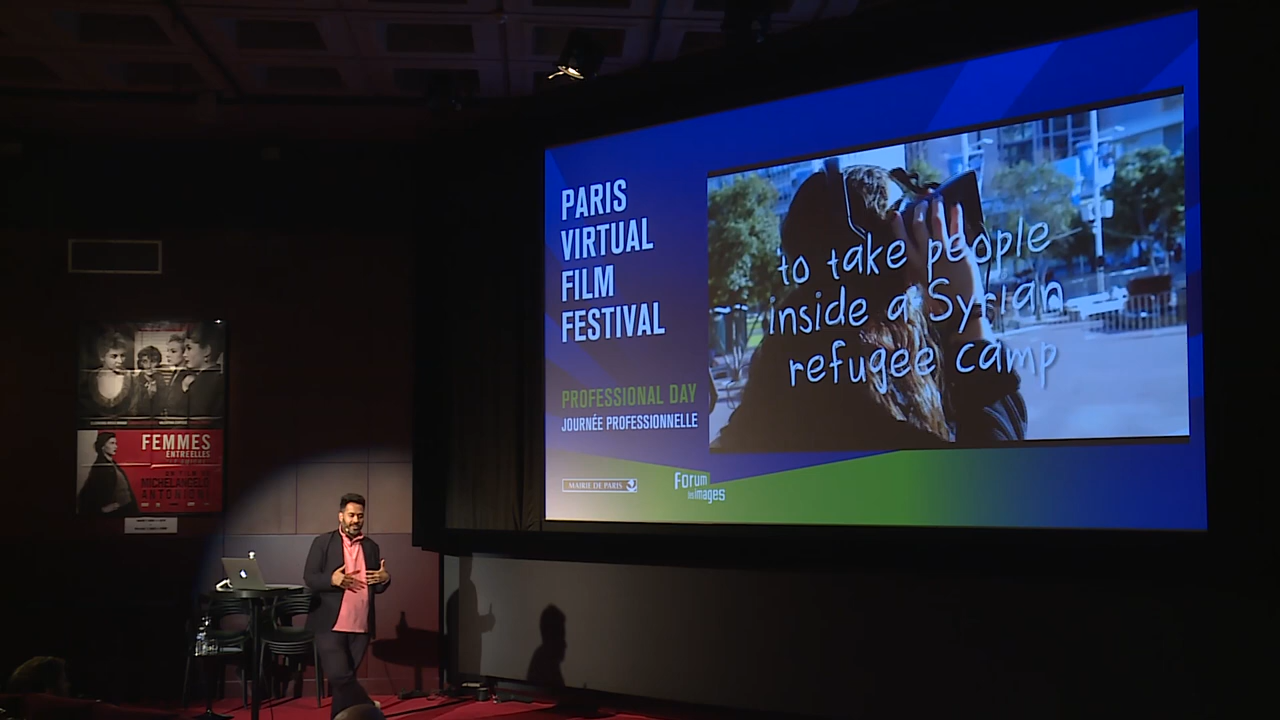 PARIS
VIRTUAL
FILM
FESTIVAL
PROFESSIONAL DAY
JOURNÉE PROFESSIONNELLE
MAIRIE DE PARIS
Forum
des images
to take people
inside a Syrian
refugee camp
FEMMES
ENTRE ELLES
MICHELANGELO
ANTONIONI